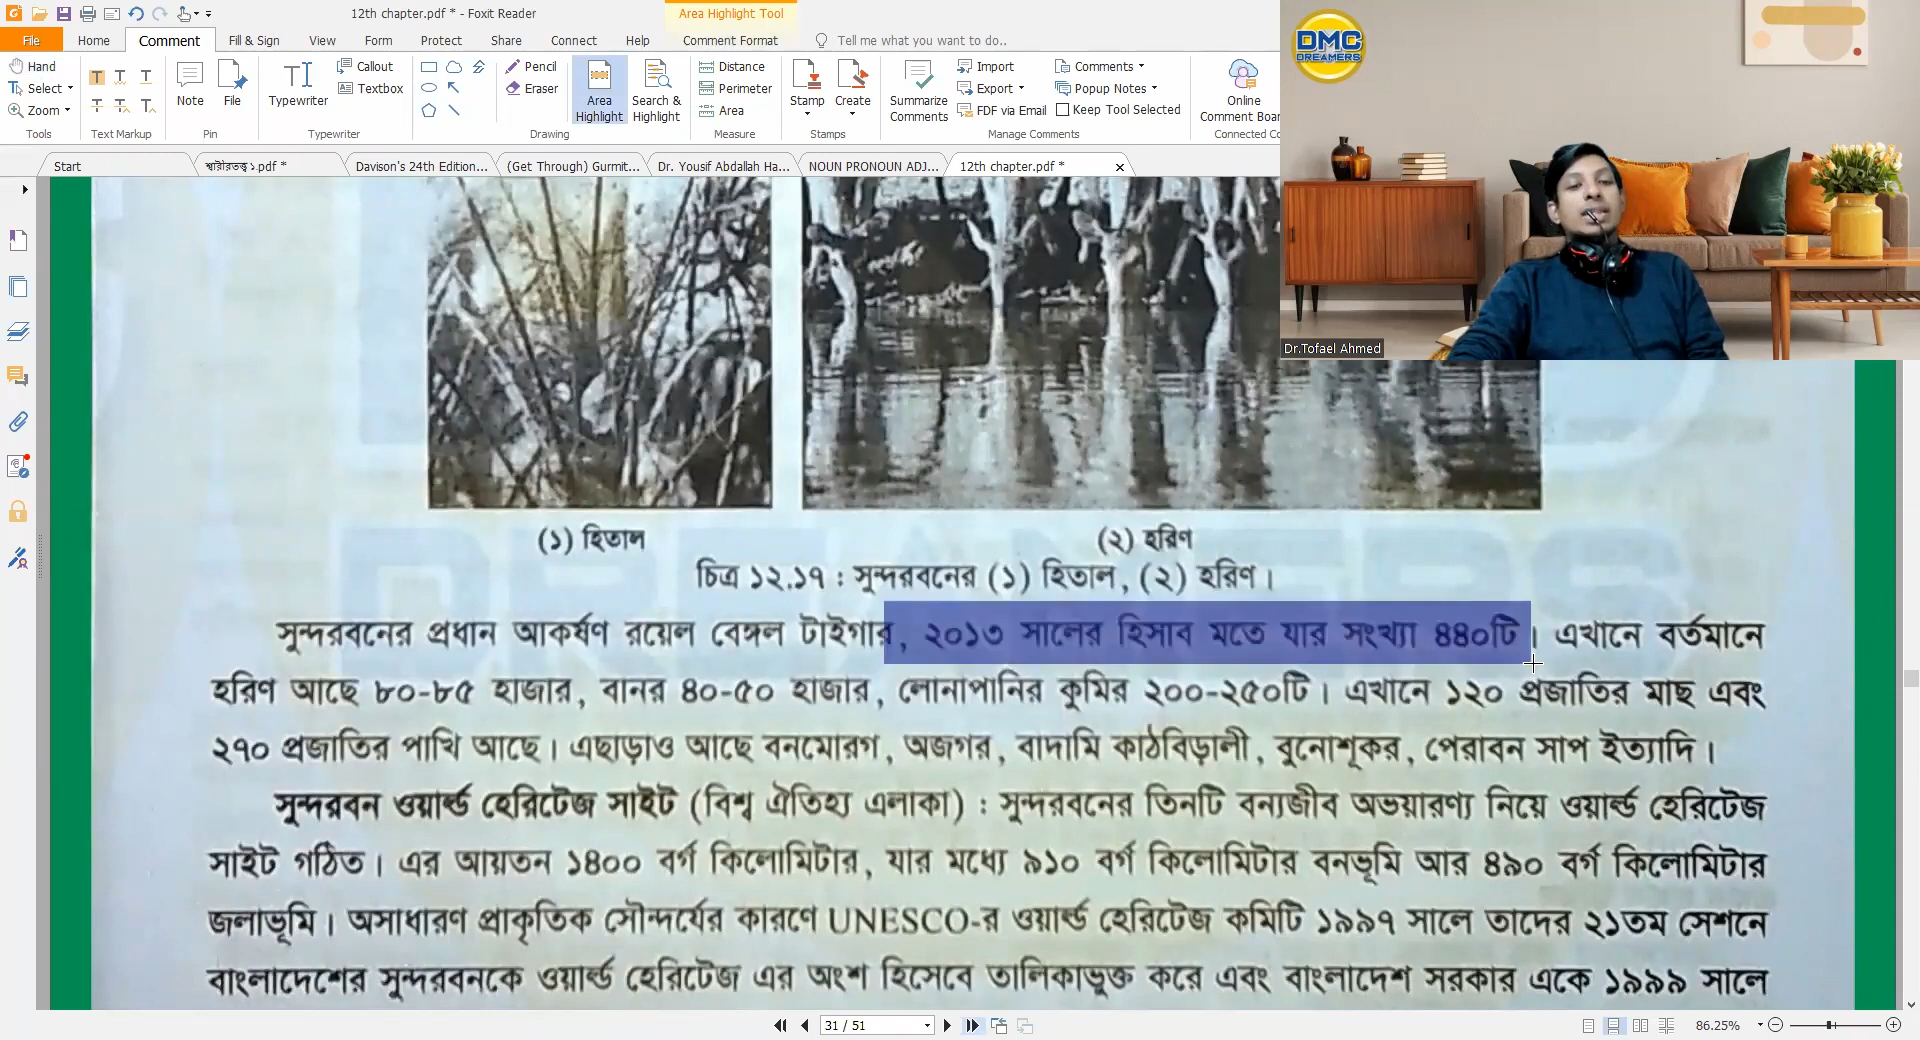 12th chapter.pdf * - Foxit Reader
Area Highlight Tool
File Home Comment Fill & Sign View Form Protect Share Connect Help Comment Format Tell me what you want to do..
Hand
Select
Zoom
Tools
Text Markup
Note
File
Pin
Typewriter
Callout
Textbox
Typewriter
Pencil
Eraser
Area Highlight
Search & Highlight
Drawing
Distance
Perimeter
Area
Measure
Stamp
Create
Stamps
Summarize Comments
Import
Export
FDF via Email
Comments
Popup Notes
Keep Tool Selected
Manage Comments
Online Comment Boar
Connected Co
DMC
DREAMERS
Dr.Tofael Ahmed
Start
Davison's 24th Edition...
(Get Through) Gurmit...
Dr. Yousif Abdallah Ha...
NOUN PRONOUN ADJ...
12th chapter.pdf *
(১) হিতাল
(২) হরিণ
চিত্র ১২.১৭ : সুন্দরবনের (১) হিতাল, (২) হরিণ।
সুন্দরবনের প্রধান আকর্ষণ রয়েল বেঙ্গল টাইগার, ২০১৩ সালের হিসাব মতে যার সংখ্যা ৪৪০টি। এখানে বর্তমানে
হরিণ আছে ৮০-৮৫ হাজার, বানর ৪০-৫০ হাজার, লোনাপানির কুমির ২০০-২৫০টি। এখানে ১২০ প্রজাতির মাছ এবং
২৭০ প্রজাতির পাখি আছে। এছাড়াও আছে বনমোরগ, অজগর, বাদামি কাঠবিড়ালী, বুনোশূকর, পেরাবন সাপ ইত্যাদি।
সুন্দরবন ওয়ার্ল্ড হেরিটেজ সাইট (বিশ্ব ঐতিহ্য এলাকা) : সুন্দরবনের তিনটি বন্যজীব অভয়ারণ্য নিয়ে ওয়ার্ল্ড হেরিটেজ
সাইট গঠিত। এর আয়তন ১৪০০ বর্গ কিলোমিটার, যার মধ্যে ৯১০ বর্গ কিলোমিটার বনভূমি আর ৪৯০ বর্গ কিলোমিটার
জলাভূমি। অসাধারণ প্রাকৃতিক সৌন্দর্যের কারণে UNESCO-র ওয়ার্ল্ড হেরিটেজ কমিটি ১৯৯৭ সালে তাদের ২১তম সেশনে
বাংলাদেশের সুন্দরবনকে ওয়ার্ল্ড হেরিটেজ এর অংশ হিসেবে তালিকাভুক্ত করে এবং বাংলাদেশ সরকার একে ১৯৯৯ সালে
31 / 51
86.25%